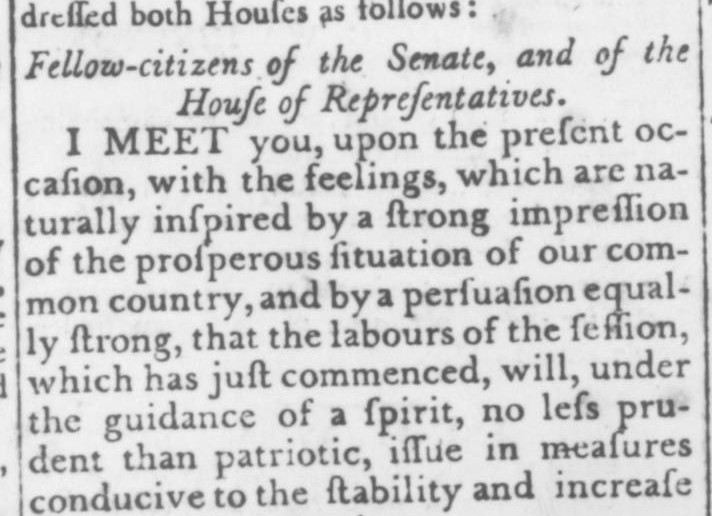 dreſſed both Houſes as follows:
Fellow-citizens of the Senate, and of the
Houſe of Repreſentatives.
I MEET you, upon the preſent oc-
caſion, with the feelings, which are na-
turally inſpired by a ſtrong impreſſion
of the proſperous ſituation of our com-
mon country, and by a perſuaſion equal-
ly ſtrong, that the labours of the ſeſſion,
which has juſt commenced, will, under
the guidance of a ſpirit, no leſs pru-
dent than patriotic, iſſue in meaſures
conducive to the ſtability and increaſe